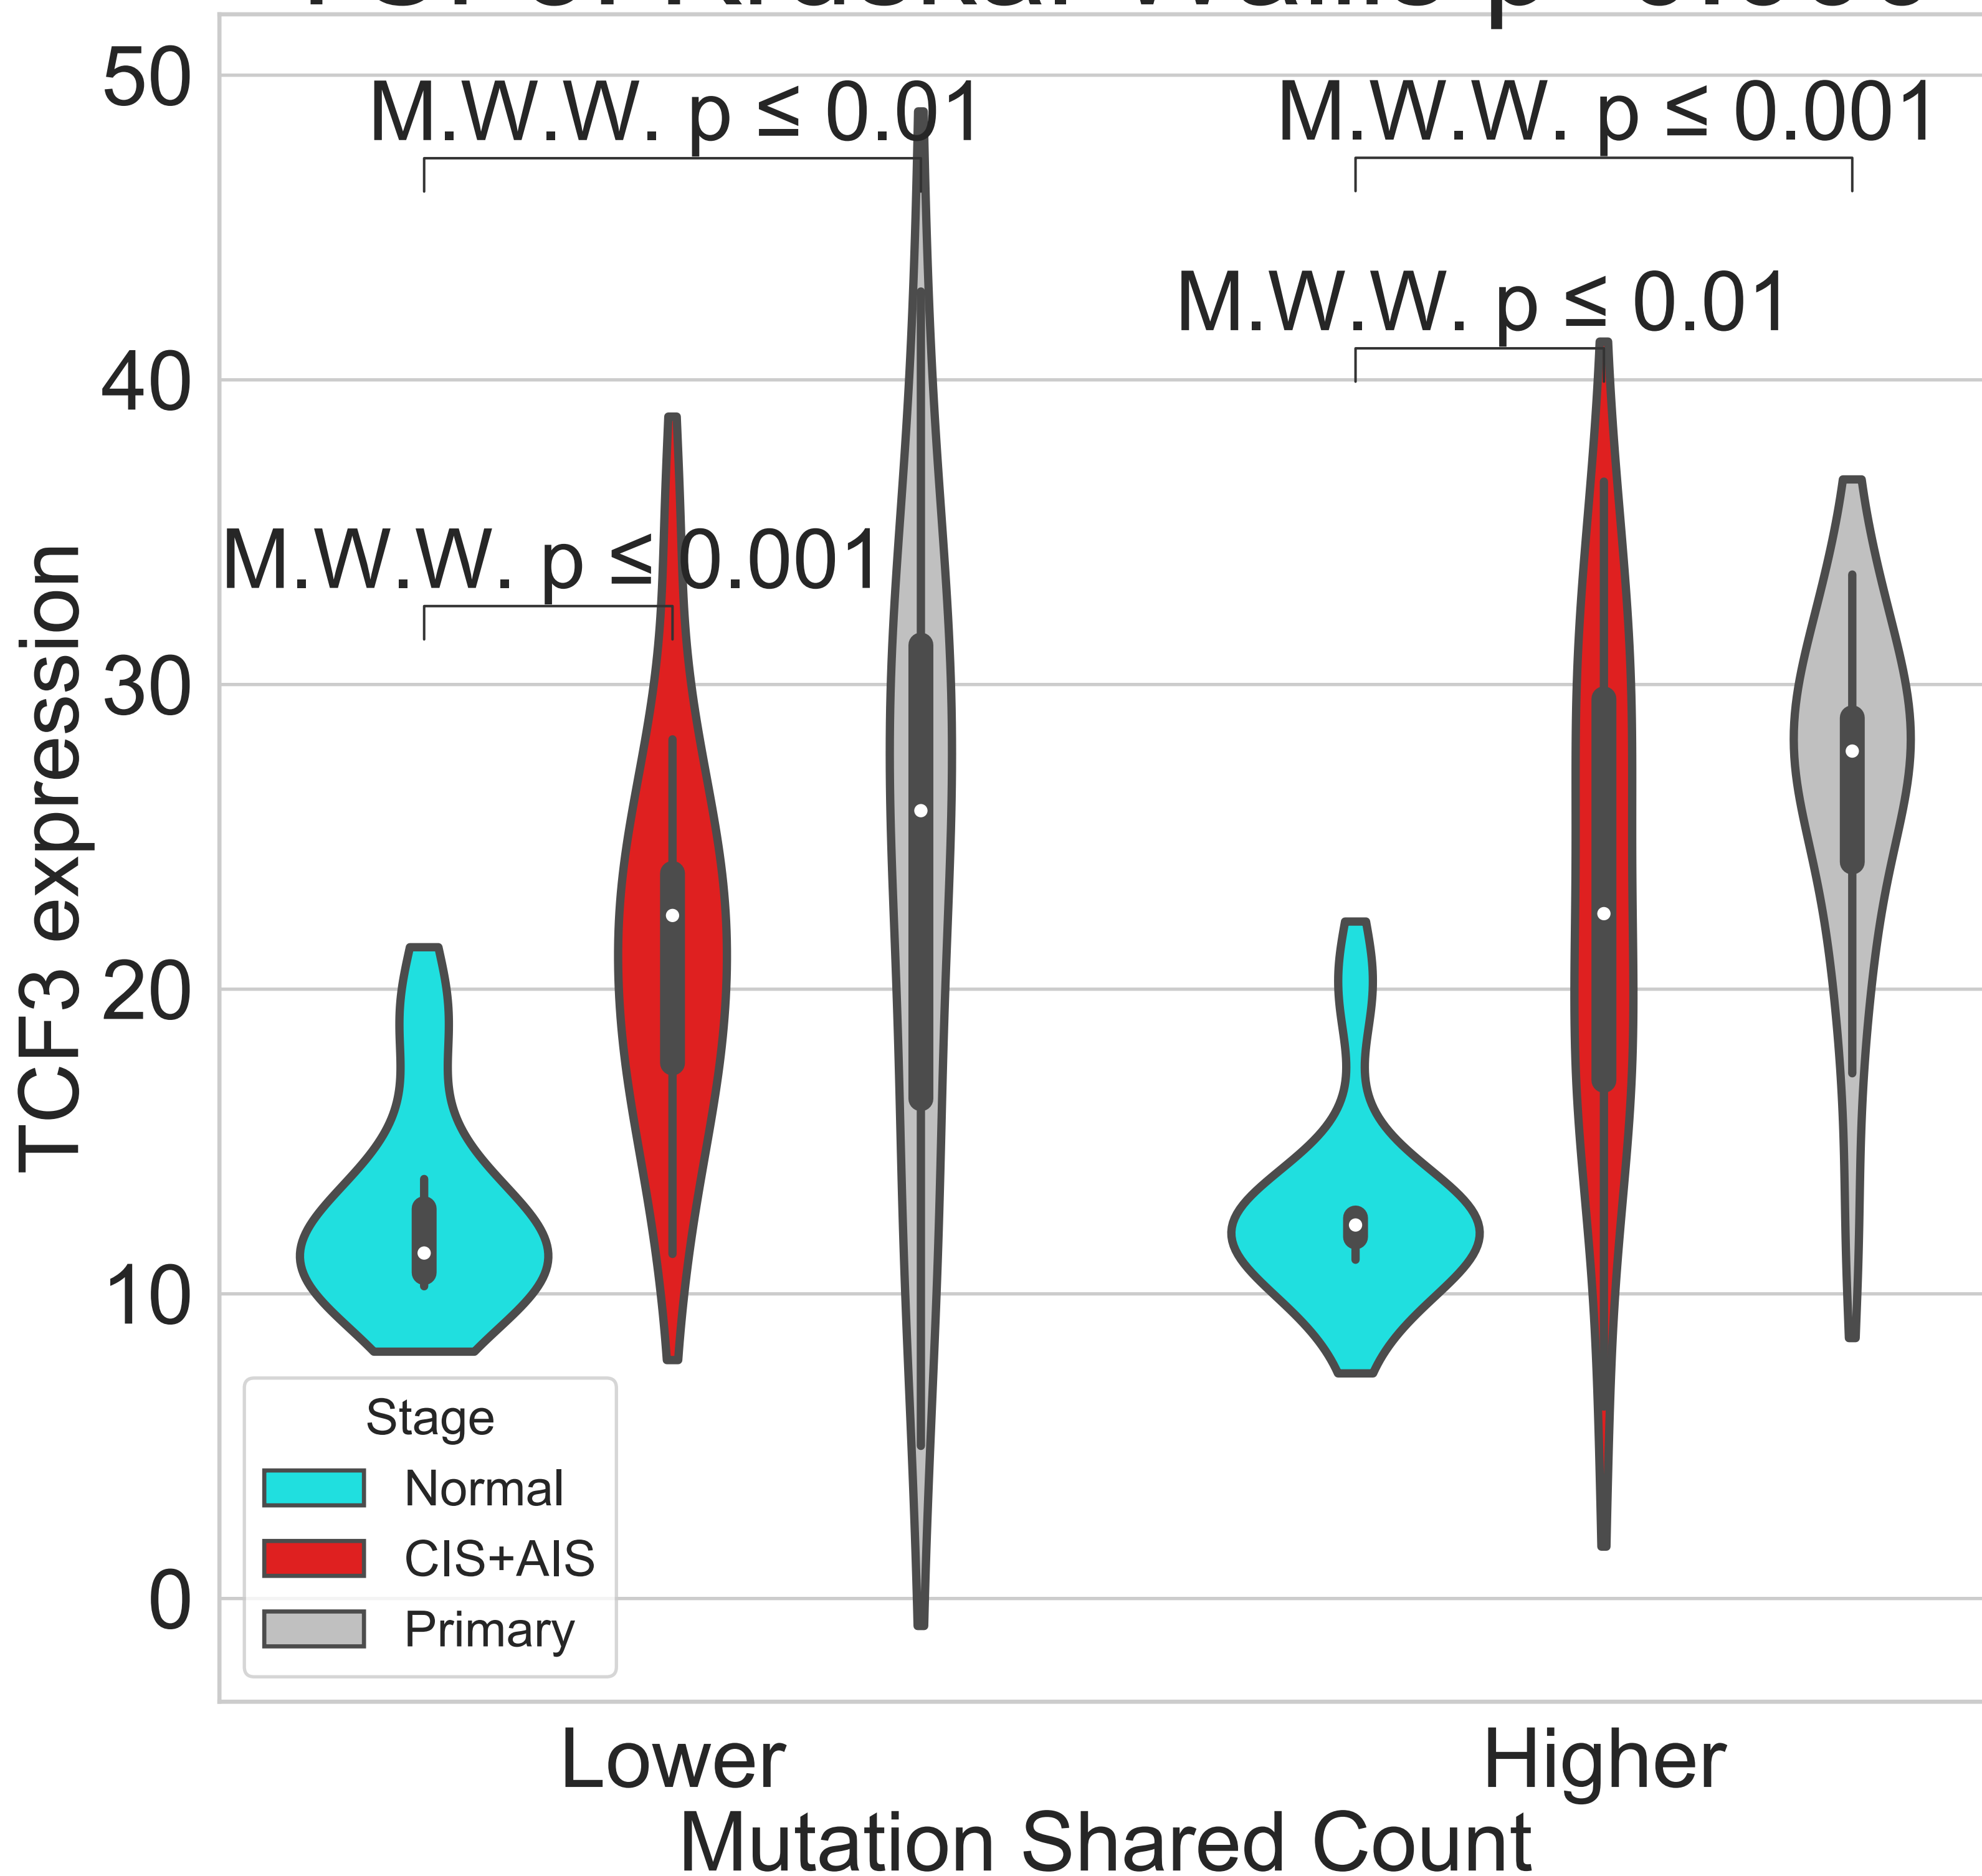 50
M.W.W. p ≤ 0.01
M.W.W. p ≤ 0.001
M.W.W. p ≤ 0.01
40
M.W.W. p ≤ 0.001
30
20
10
0
TCF3 expression
Stage
Normal
CIS+AIS
Primary
Lower
Higher
Mutation Shared Count